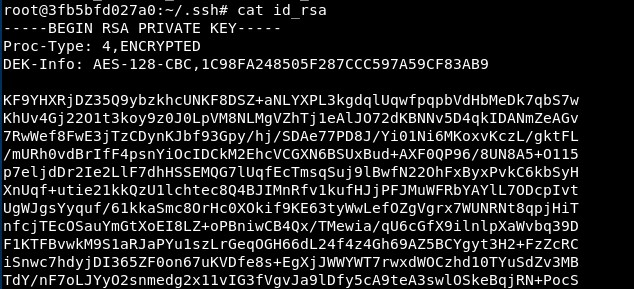 root@3fb5bfd027a0:~/.ssh# cat id_rsa
-----BEGIN RSA PRIVATE KEY-----
Proc-Type: 4,ENCRYPTED
DEK-Info: AES-128-CBC,1C98FA248505F287CCC597A59CF83AB9

KF9YHXRjDZ35Q9ybzkhcUNKF8DSZ+aNLYXPL3kgdqlUqwfpqpbVdHbMeDk7qbS7w
KhUv4Gj22O1t3koy9z0J0LpVM8NLMgVZhTj1eAlJO72dKBNNv5D4qkIDANmZeAGv
7RwWef8FwE3jTzCDynKJbf93Gpy/hj/SDAe77PD8J/Yi01Ni6MKoxvKczL/gktFL
/mURh0vdBrIfF4psnYiOcIDCkM2EhcVCGXN6BSUxBud+AXF0QP96/8UN8A5+O115
p7eljdDr2Ie2LlF7dhHSSEMQG7lUqfEcTmsqSuj9lBwfN22OhFxByxPvkC6kbSyH
XnUqf+utie21kkQzU1lchtec8Q4BJIMnRfv1kufHJjPFJMuWFRbYAYlL7ODcpIvt
UgWJgsYyquf/61kkaSmc8OrHc0XOkif9KE63tyWwLefOZgVgrx7WUNRNt8qpjHiT
nfcjTEcOSauYmGtXoEI8LZ+oPBniwCB4Qx/TMewia/qU6cGfX9ilnlpXaWvbq39D
F1KTFBvwkM9S1aRJaPYu1szLrGeqOGH66dL24f4z4Gh69AZ5BCYgyt3H2+FzZcRC
iSnwc7hdyjDI365ZF0on67uKVDfe8s+EgXjJWWYWT7rwxdWOCzhd10TYuSdZv3MB
TdY/nF7oLJYyO2snmedg2x11vIG3fVgvJa9lDfy5cA9teA3swlOSkeBqjRN+PocS